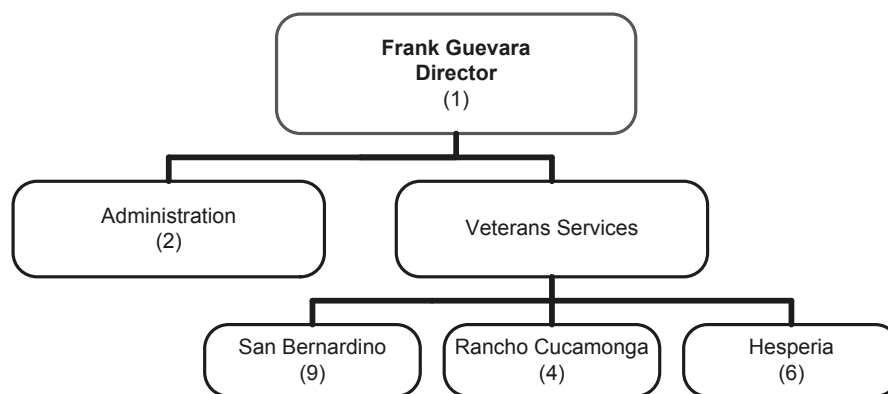 Frank Guevara
Director
(1)
Administration
(2)
Veterans Services
San Bernardino
(9)
Rancho Cucamonga
(4)
Hesperia
(6)